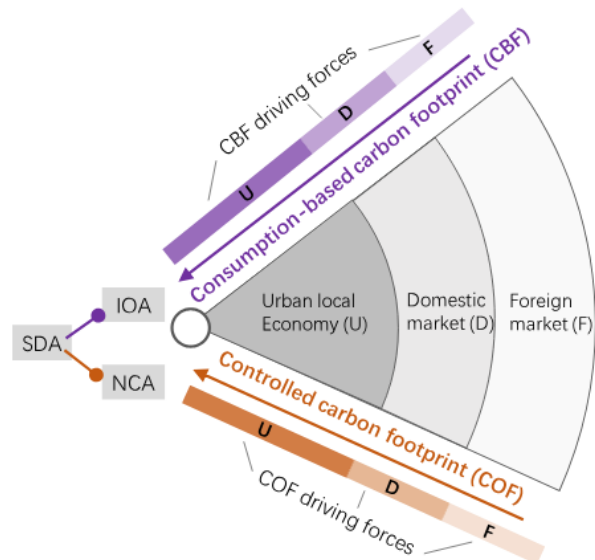 F
CBF driving forces
D
U
Consumption-based carbon footprint (CBF)
IOA
SDA
NCA
Urban local
Economy (U)
Domestic
market (D)
Foreign
market (F)
Controlled carbon footprint (COF)
U
D
F
COF driving forces